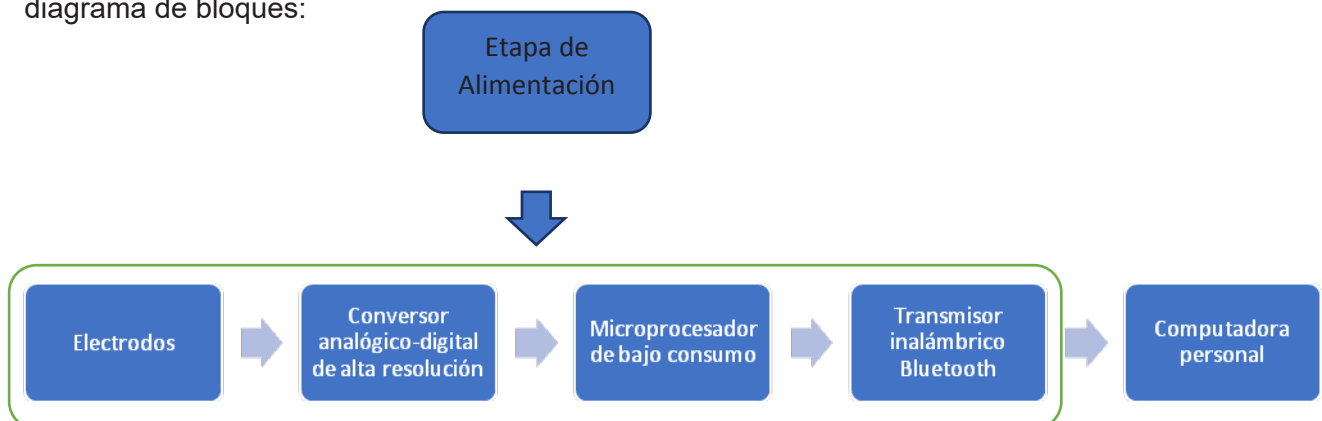 diagrama de bloques:
Etapa de
Alimentación
Electrodos
Conversor
analógico-digital
de alta resolución
Microprocesador
de bajo consumo
Transmisor
inalámbrico
Bluetooth
Computadora
personal